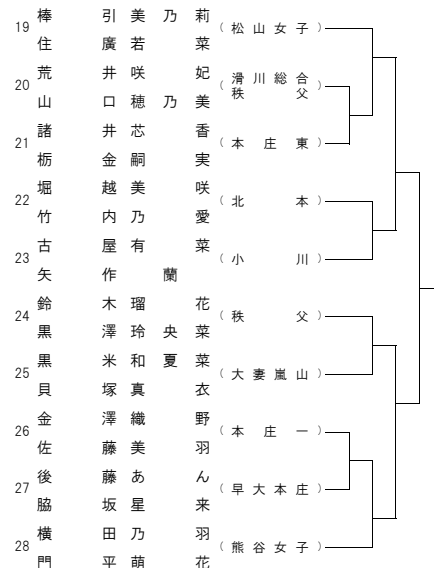 19 棒引美乃莉 (松山女子)
住廣若菜
20 荒井咲妃 (滑川総合
山口穂乃美 秩父)
21 諸井芯香 (本庄東)
栃金嗣実
22 堀越美咲 (北本)
竹内乃愛
23 古屋有菜 (小川)
矢作蘭
24 鈴木瑠花 (秩父)
黒澤玲央菜
25 黒米和夏菜 (大妻嵐山)
貝塚真衣
26 金澤織野 (本庄一)
佐藤美羽
27 後藤あん (早大本庄)
脇坂星来
28 横田乃羽 (熊谷女子)
門平萌花